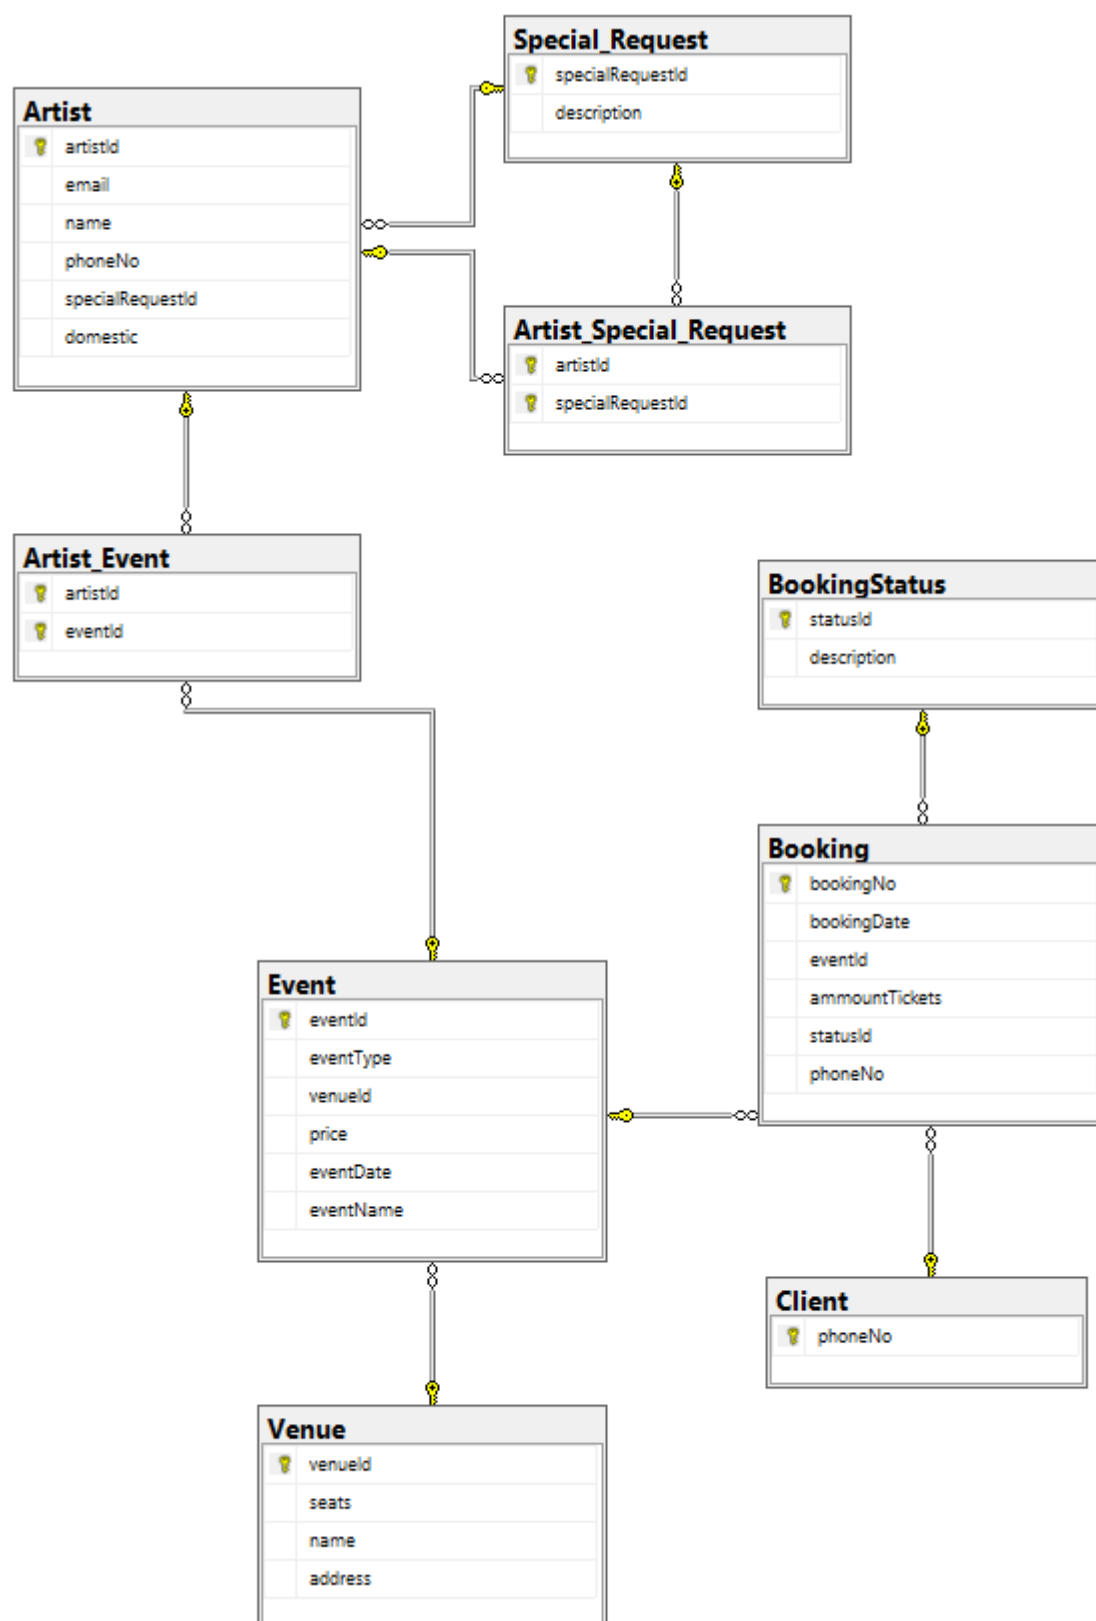 Special_Request
specialRequestId
description
Artist
artistId
email
name
phoneNo
specialRequestId
domestic
Artist_Special_Request
artistId
specialRequestId
Artist_Event
artistId
eventId
BookingStatus
statusId
description
Booking
bookingNo
bookingDate
eventId
ammountTickets
statusId
phoneNo
Event
eventId
eventType
venueId
price
eventDate
eventName
Client
phoneNo
Venue
venueId
seats
name
address